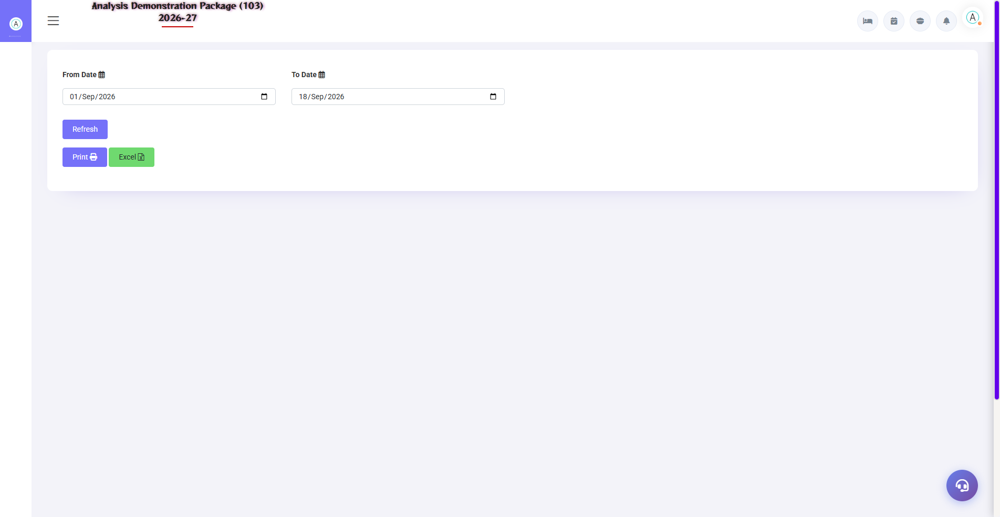 Analysis Demonstration Package (103)
2026-27
From Date
To Date
01/Sep/2026
18/Sep/2026
Refresh
Print
Excel